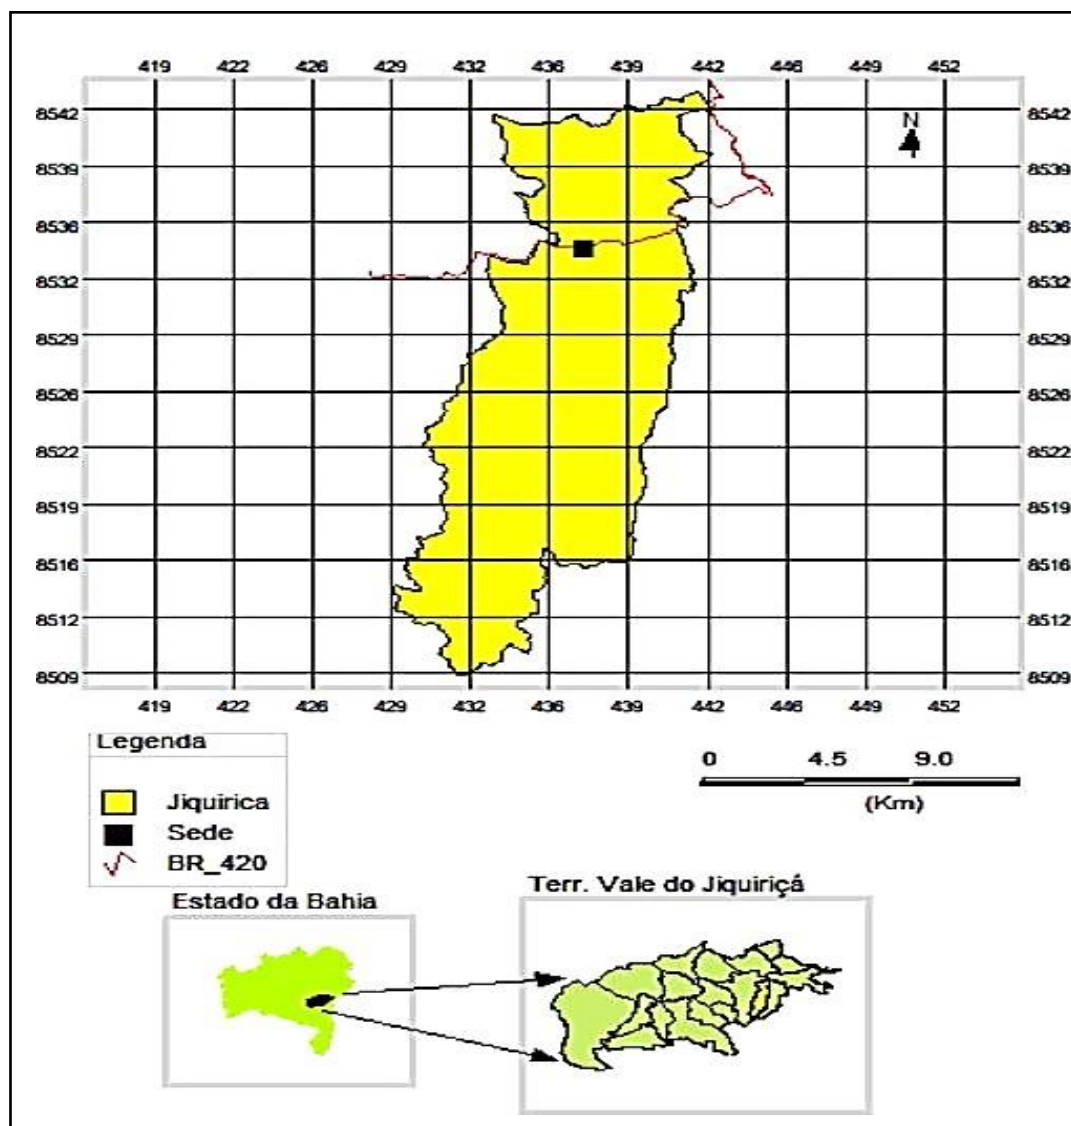 419 422 426 429 432 436 439 442 446 449 452
8542 8542
N
8539 8539
8536 8536
8532 8532
8529 8529
8526 8526
8522 8522
8519 8519
8516 8516
8512 8512
8509 8509
419 422 426 429 432 436 439 442 446 449 452
Legenda
0 4.5 9.0
(Km)
Jiquirica
Sede
BR_420
Estado da Bahia
Terr. Vale do Jiquiriçá